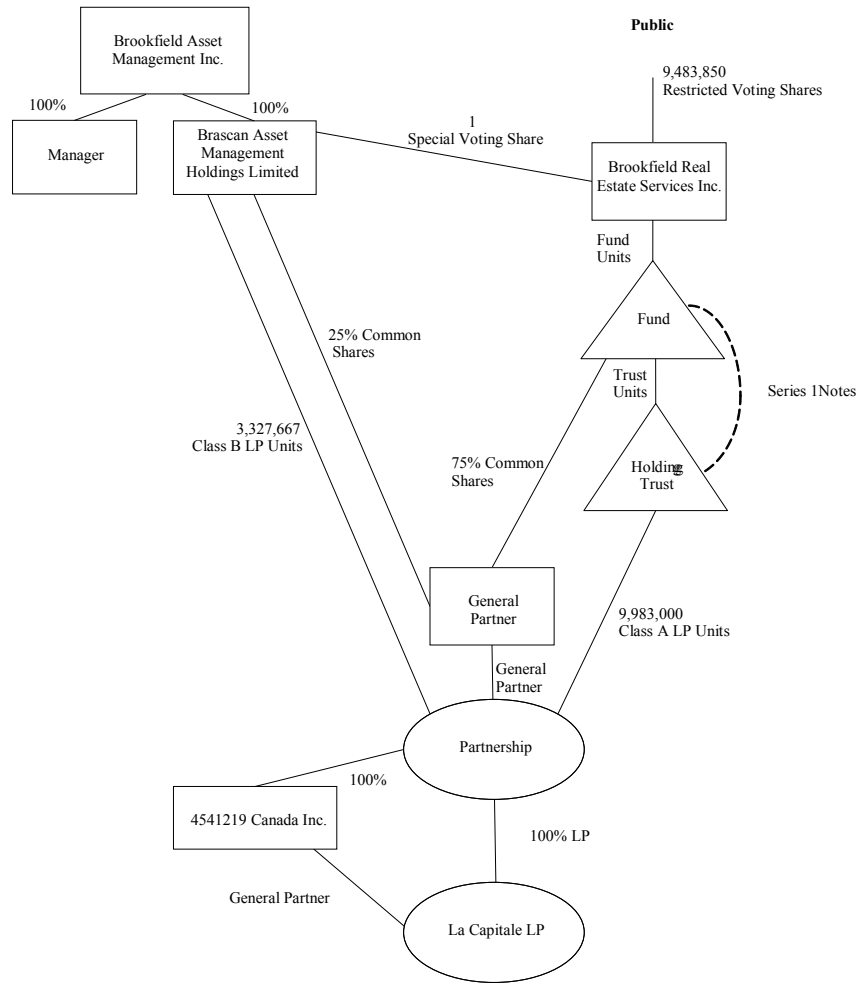 Public
Brookfield Asset
Management Inc.
9,483,850
Restricted Voting Shares
100%
100%
1
Special Voting Share
Manager
Brascan Asset
Management
Holdings Limited
Brookfield Real
Estate Services Inc.
Fund
Units
Fund
25% Common
Shares
Trust
Units
Series 1Notes
3,327,667
Class B LP Units
75% Common
Shares
Holding
Trust
General
Partner
9,983,000
Class A LP Units
General
Partner
Partnership
100%
4541219 Canada Inc.
100% LP
General Partner
La Capitale LP